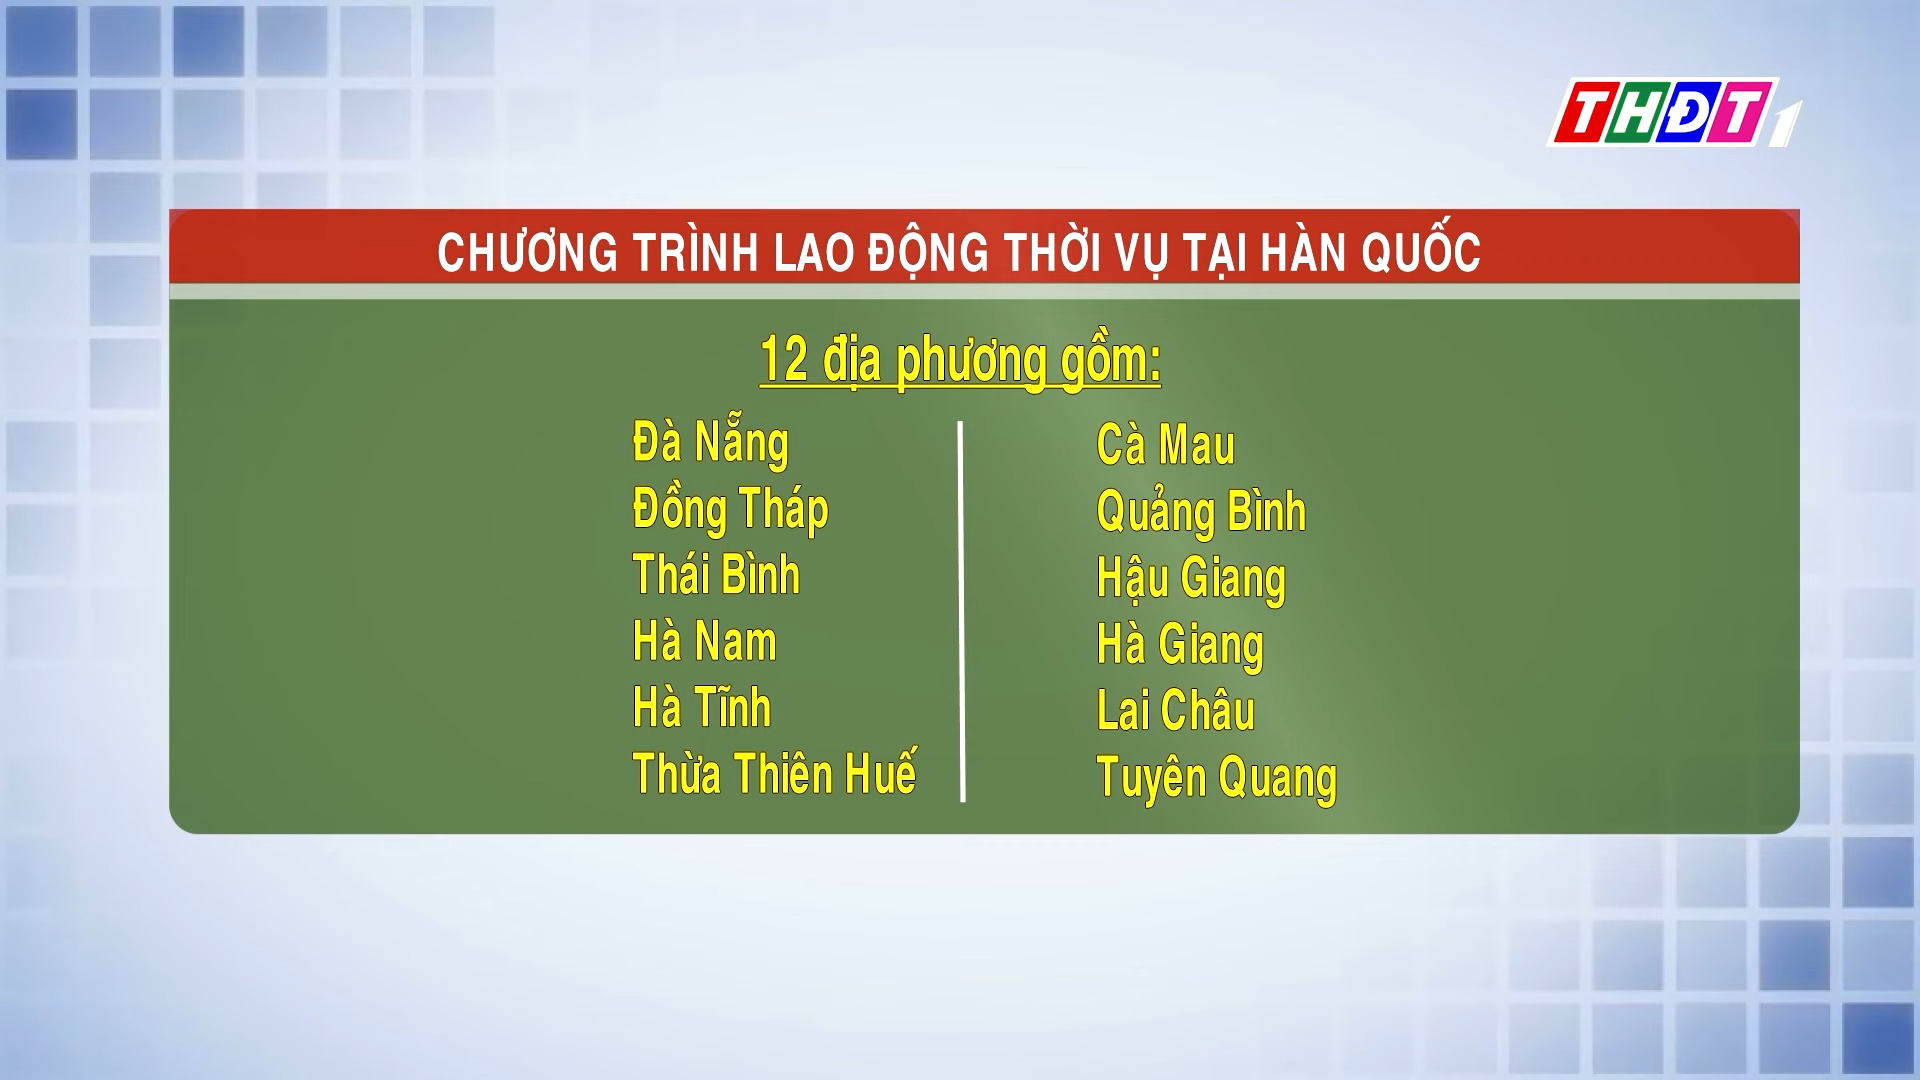 THĐT1
CHƯƠNG TRÌNH LAO ĐỘNG THỜI VỤ TẠI HÀN QUỐC
12 địa phương gồm:
Đà Nẵng
Đồng Tháp
Thái Bình
Hà Nam
Hà Tĩnh
Thừa Thiên Huế
Cà Mau
Quảng Bình
Hậu Giang
Hà Giang
Lai Châu
Tuyên Quang